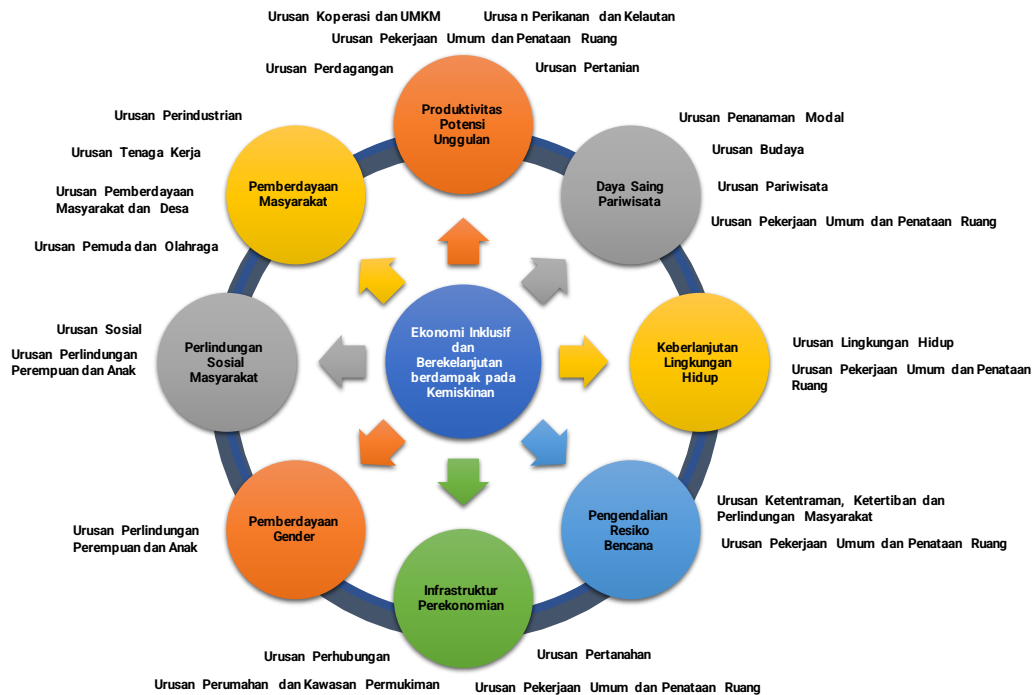 Urusan Koperasi dan UMKM
Urusa n Perikanan dan Kelautan
Urusan Pekerjaan Umum dan Penataan Ruang
Urusan Perdagangan
Urusan Pertanian
Produktivitas
Potensi
Unggulan
Urusan Perindustrian
Urusan Tenaga Kerja
Urusan Pemberdayaan
Masyarakat dan Desa
Urusan Pemuda dan Olahraga
Pemberdayaan
Masyarakat
Daya Saing
Pariwisata
Urusan Penanaman Modal
Urusan Budaya
Urusan Pariwisata
Urusan Pekerjaan Umum dan Penataan Ruang
Urusan Sosial
Urusan Perlindungan
Perempuan dan Anak
Perlindungan
Sosial
Masyarakat
Ekonomi Inklusif
dan
Berekelanjutan
berdampak pada
Kemiskinan
Keberlanjutan
Lingkungan
Hidup
Urusan Lingkungan Hidup
Urusan Pekerjaan Umum dan Penataan
Ruang
Urusan Perlindungan
Perempuan dan Anak
Pemberdayaan
Gender
Pengendalian
Resiko
Bencana
Urusan Ketentraman, Ketertiban dan
Perlindungan Masyarakat
Urusan Pekerjaan Umum dan Penataan Ruang
Infrastruktur
Perekonomian
Urusan Perhubungan
Urusan Pertanahan
Urusan Perumahan dan Kawasan Permukiman
Urusan Pekerjaan Umum dan Penataan Ruang